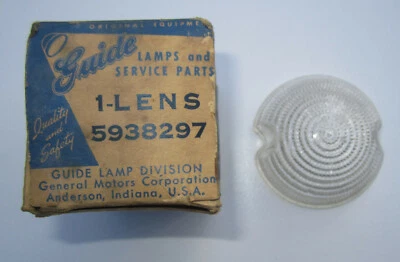 ORIGINAL EQUIPMENT
Guide
LAMPS and
SERVICE PARTS
1-LENS
5938297
Quality
and
Safety
GUIDE LAMP DIVISION
General Motors Corporation
Anderson, Indiana, U.S.A.